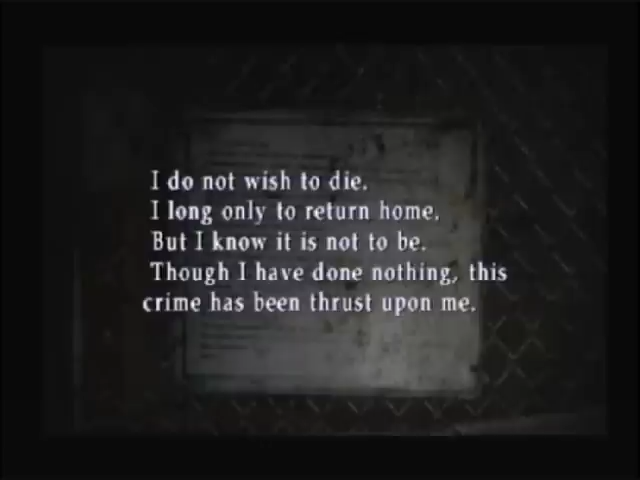 I do not wish to die.
I long only to return home.
But I know it is not to be.
Though I have done nothing, this
crime has been thrust upon me.